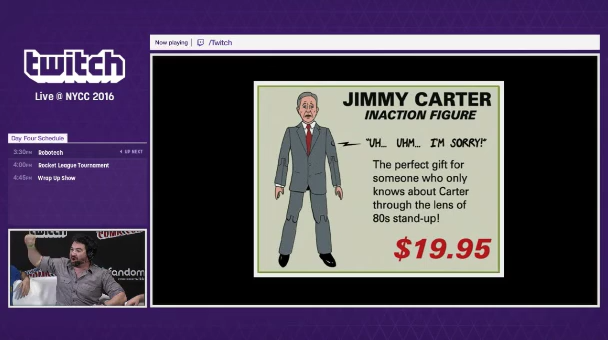 Now playing | /Twitch
twitch
Live @ NYCC 2016
Day Four Schedule
3:30PM Robotech UP NEXT
4:00PM Rocket League Tournament
4:45PM Wrap Up Show
JIMMY CARTER
INACTION FIGURE
"UH... UHM... I'M SORRY!"
The perfect gift for
someone who only
knows about Carter
through the lens of
80s stand-up!
$19.95
fandom